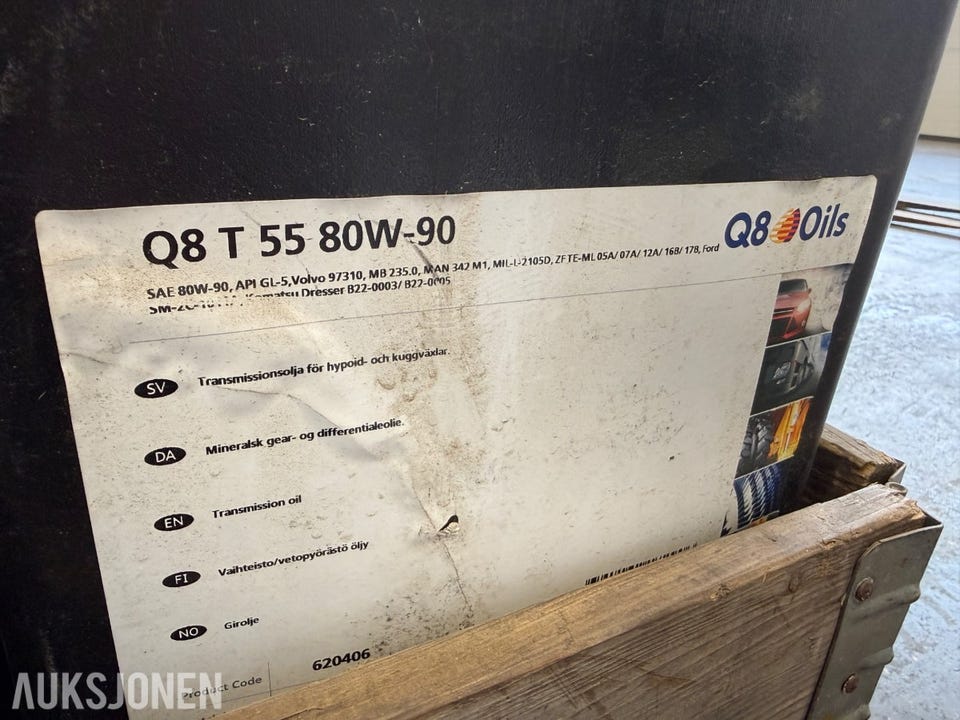 Q8 T 55 80W-90
Q8 Oils
SAE 80W-90, API GL-5, Volvo 97310, MB 235.0, MAN 342 M1, MIL-L-2105D, ZF TE-ML 05A/ 07A/ 12A/ 16B/ 17B, Ford
Komatsu Dresser B22-0003/ B22-0005
SV Transmissionsolja för hypoid- och kuggväxlar.
DA Mineralsk gear- og differentialeolie.
EN Transmission oil
FI Vaihteisto/vetopyörästö öljy
NO Girolje
Product Code 620406
AUKSJONEN